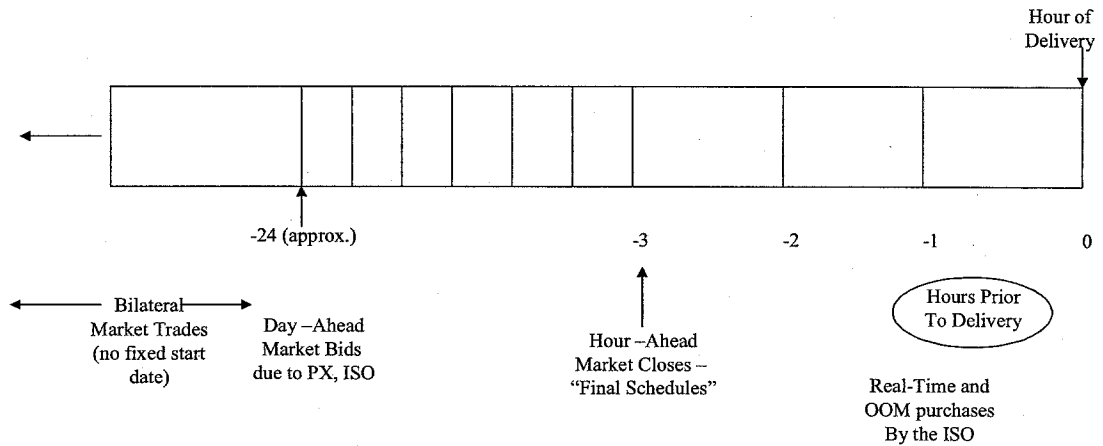 Hour of
Delivery
-24 (approx.)
-3
-2
-1
0
Bilateral
Market Trades
(no fixed start
date)
Day –Ahead
Market Bids
due to PX, ISO
Hour –Ahead
Market Closes –
“Final Schedules”
Hours Prior
To Delivery
Real-Time and
OOM purchases
By the ISO